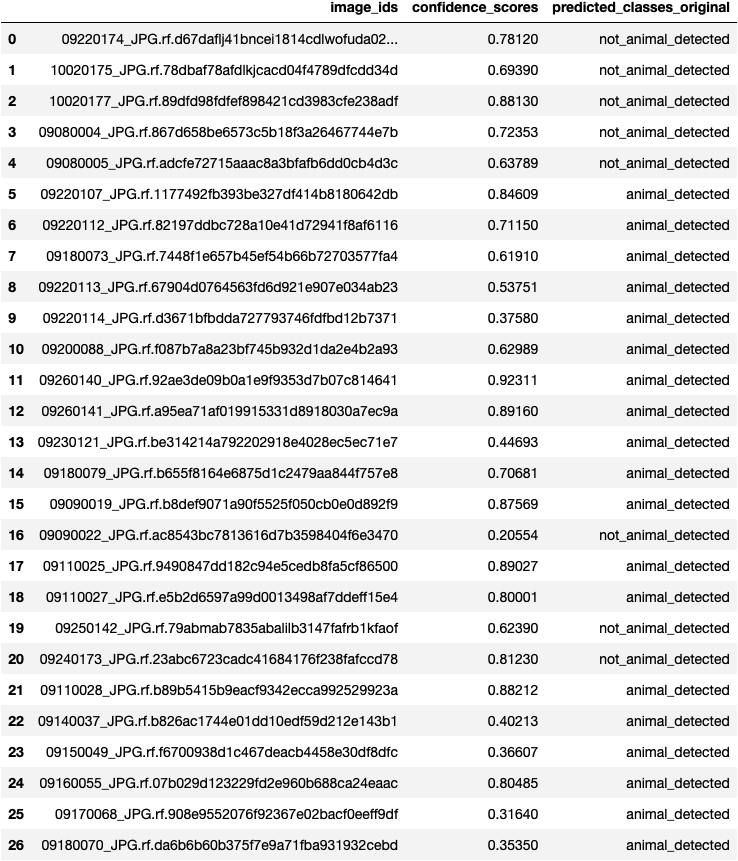 image_ids confidence_scores predicted_classes_original
0 09220174_JPG.rf.d67daflj41bncei1814cdlwofuda02... 0.78120 not_animal_detected
1 10020175_JPG.rf.78dbaf78afdlkjcacd04f4789dfcdd34d 0.69390 not_animal_detected
2 10020177_JPG.rf.89dfd98fdfef898421cd3983cfe238adf 0.88130 not_animal_detected
3 09080004_JPG.rf.867d658be6573c5b18f3a26467744e7b 0.72353 not_animal_detected
4 09080005_JPG.rf.adcfe72715aaac8a3bfafb6dd0cb4d3c 0.63789 not_animal_detected
5 09220107_JPG.rf.1177492fb393be327df414b8180642db 0.84609 animal_detected
6 09220112_JPG.rf.82197ddbc728a10e41d72941f8af6116 0.71150 animal_detected
7 09180073_JPG.rf.7448f1e657b45ef54b66b72703577fa4 0.61910 animal_detected
8 09220113_JPG.rf.67904d0764563fd6d921e907e034ab23 0.53751 animal_detected
9 09220114_JPG.rf.d3671bfbdda727793746fdfbd12b7371 0.37580 animal_detected
10 09200088_JPG.rf.f087b7a8a23bf745b932d1da2e4b2a93 0.62989 animal_detected
11 09260140_JPG.rf.92ae3de09b0a1e9f9353d7b07c814641 0.92311 animal_detected
12 09260141_JPG.rf.a95ea71af019915331d8918030a7ec9a 0.89160 animal_detected
13 09230121_JPG.rf.be314214a792202918e4028ec5ec71e7 0.44693 animal_detected
14 09180079_JPG.rf.b655f8164e6875d1c2479aa844f757e8 0.70681 animal_detected
15 09090019_JPG.rf.b8def9071a90f5525f050cb0e0d892f9 0.87569 animal_detected
16 09090022_JPG.rf.ac8543bc7813616d7b3598404f6e3470 0.20554 not_animal_detected
17 09110025_JPG.rf.9490847dd182c94e5cedb8fa5cf86500 0.89027 animal_detected
18 09110027_JPG.rf.e5b2d6597a99d0013498af7ddeff15e4 0.80001 animal_detected
19 09250142_JPG.rf.79abmab7835abalilb3147fafrb1kfaof 0.62390 not_animal_detected
20 09240173_JPG.rf.23abc6723cadc41684176f238fafccd78 0.81230 not_animal_detected
21 09110028_JPG.rf.b89b5415b9eacf9342ecca992529923a 0.88212 animal_detected
22 09140037_JPG.rf.b826ac1744e01dd10edf59d212e143b1 0.40213 animal_detected
23 09150049_JPG.rf.f6700938d1c467deacb4458e30df8dfc 0.36607 animal_detected
24 09160055_JPG.rf.07b029d123229fd2e960b688ca24eaac 0.80485 animal_detected
25 09170068_JPG.rf.908e9552076f92367e02bacf0eeff9df 0.31640 animal_detected
26 09180070_JPG.rf.da6b6b60b375f7e9a71fba931932cebd 0.35350 animal_detected